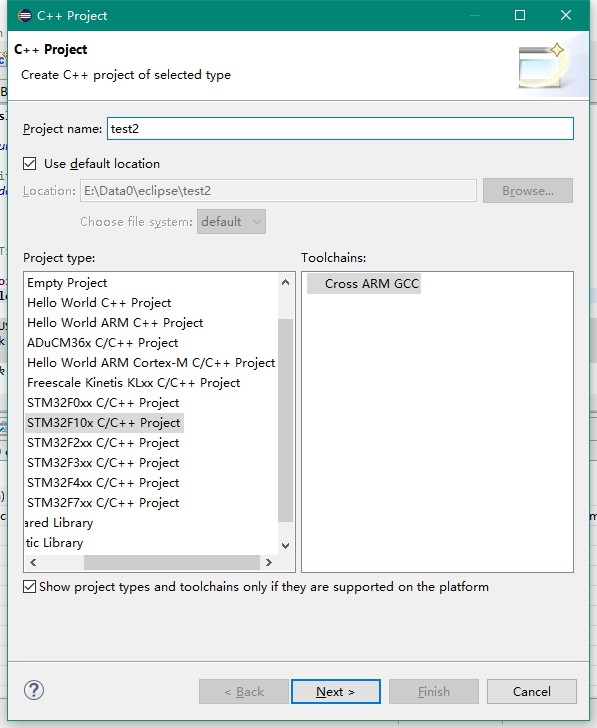 C++ Project
C++ Project
Create C++ project of selected type
Project name: test2
Use default location
Location: E:\Data0\eclipse\test2 Browse...
Choose file system: default
Project type:
Empty Project
Hello World C++ Project
Hello World ARM C++ Project
ADuCM36x C/C++ Project
Hello World ARM Cortex-M C/C++ Project
Freescale Kinetis KLxx C/C++ Project
STM32F0xx C/C++ Project
STM32F10x C/C++ Project
STM32F2xx C/C++ Project
STM32F3xx C/C++ Project
STM32F4xx C/C++ Project
STM32F7xx C/C++ Project
ared Library
tic Library
Toolchains:
Cross ARM GCC
Show project types and toolchains only if they are supported on the platform
? < Back Next > Finish Cancel